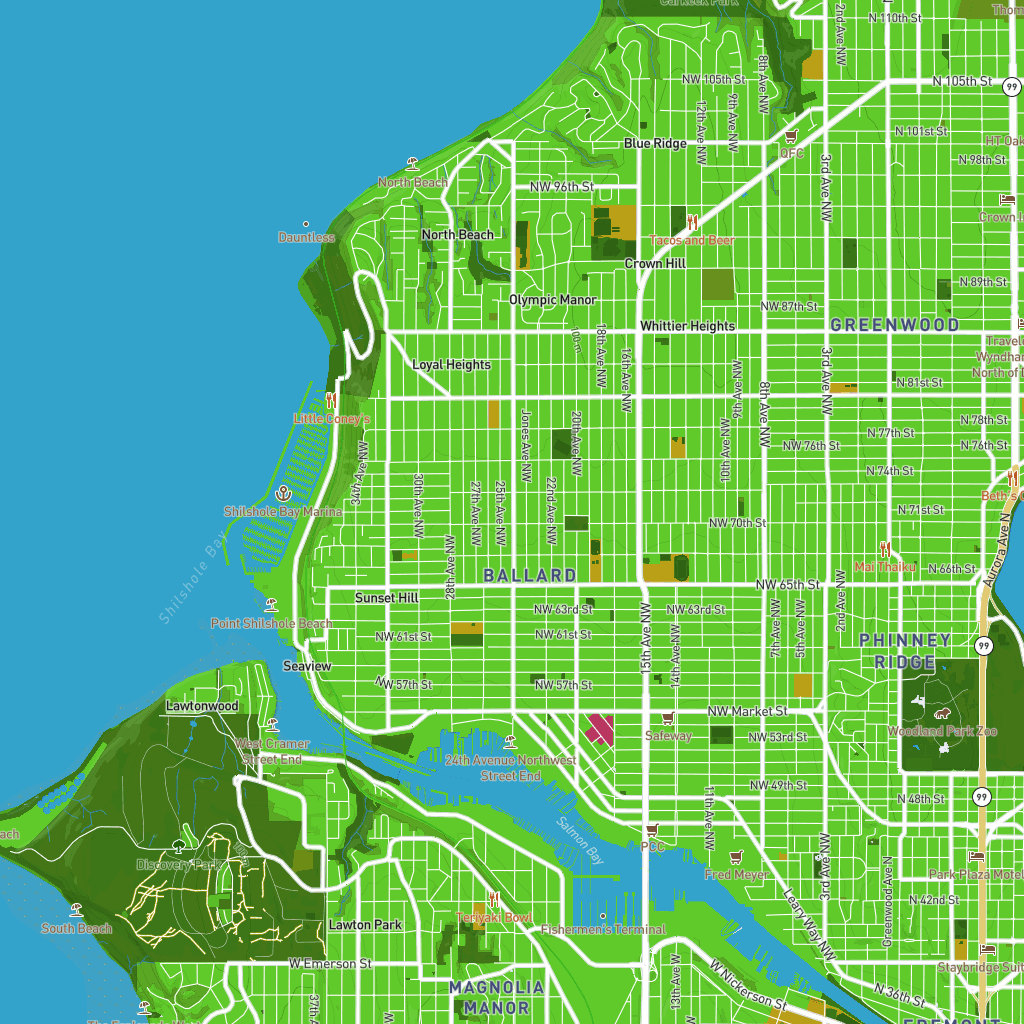 Carkeek Park
2nd Ave NW
N 110th St
8th Ave NW
NW 105th St
N 105th St
99
12th Ave NW
9th Ave NW
N 101st St
Blue Ridge
QFC
HT Oak
N 98th St
North Beach
NW 96th St
3rd Ave NW
Crown In
Dauntless
North Beach
Tacos and Beer
Crown Hill
N 89th St
Olympic Manor
NW 87th St
Whittier Heights
GREENWOOD
100 m
18th Ave NW
16th Ave NW
Loyal Heights
9th Ave NW
3rd Ave NW
Travelo
Wyndham
North of L
N 81st St
8th Ave NW
Little Coney's
Jones Ave NW
20th Ave NW
N 78th St
N 77th St
34th Ave NW
10th Ave NW
NW 76th St
N 76th St
30th Ave NW
27th Ave NW
25th Ave NW
22nd Ave NW
N 74th St
Shilshole Bay Marina
NW 70th St
N 71st St
Beth's C
Aurora Ave N
Shilshole Bay
28th Ave NW
Mai Thaiku
N 66th St
BALLARD
NW 65th St
Sunset Hill
2nd Ave NW
Point Shilshole Beach
NW 63rd St
NW 63rd St
15th Ave NW
14th Ave NW
7th Ave NW
5th Ave NW
NW 61st St
NW 61st St
PHINNEY
RIDGE
99
Seaview
NW 57th St
NW 57th St
Lawtonwood
NW Market St
Woodland Park Zoo
West Cramer
Street End
Safeway
NW 53rd St
24th Avenue Northwest
Street End
NW 49th St
N 48th St
99
11th Ave NW
Salmon Bay
PCC
Discovery Park
Fred Meyer
3rd Ave NW
Park Plaza Motel
Greenwood Ave N
Leary Way NW
N 42nd St
South Beach
Lawton Park
Teriyaki Bowl
Fishermen's Terminal
W Emerson St
Staybridge Suit
MAGNOLIA
MANOR
13th Ave W
W Nickerson St
N 36th St
FREMONT